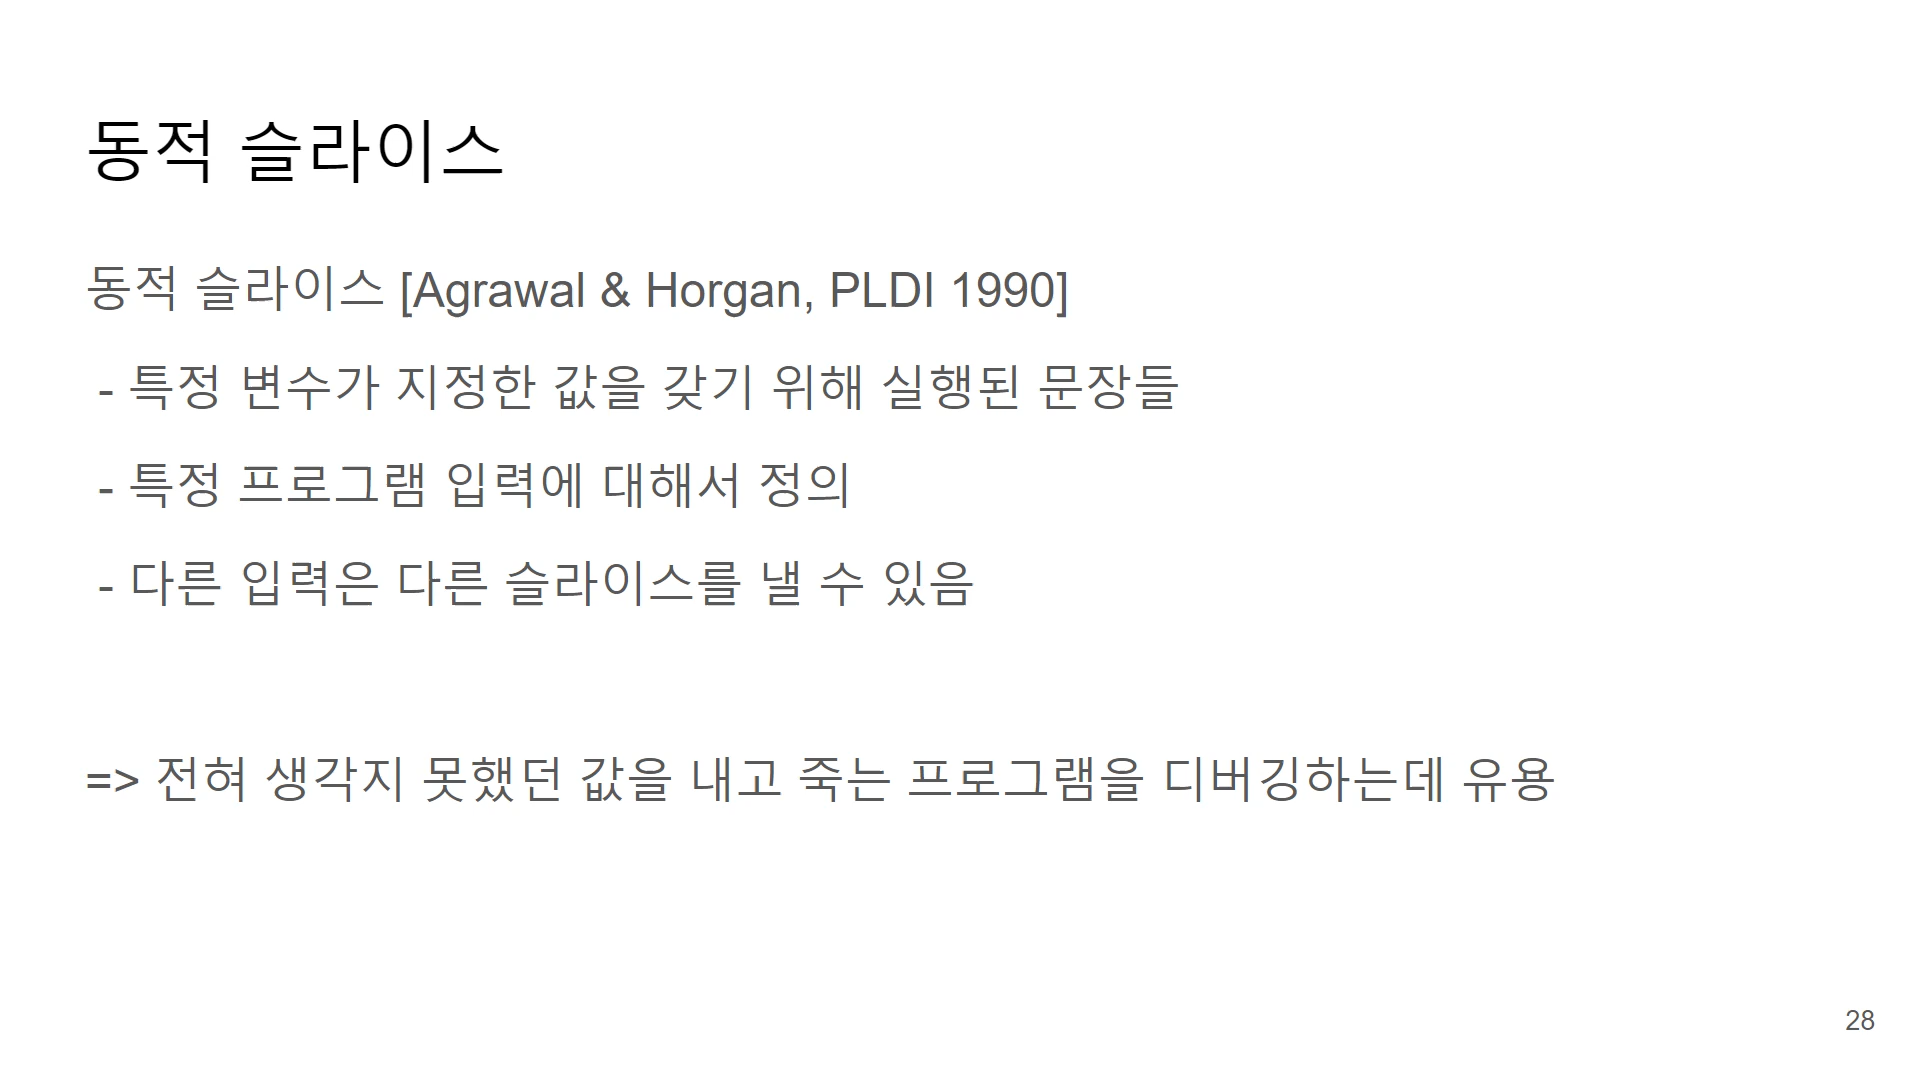 동적 슬라이스
동적 슬라이스 [Agrawal & Horgan, PLDI 1990]
- 특정 변수가 지정한 값을 갖기 위해 실행된 문장들
- 특정 프로그램 입력에 대해서 정의
- 다른 입력은 다른 슬라이스를 낼 수 있음
=> 전혀 생각지 못했던 값을 내고 죽는 프로그램을 디버깅하는데 유용
28